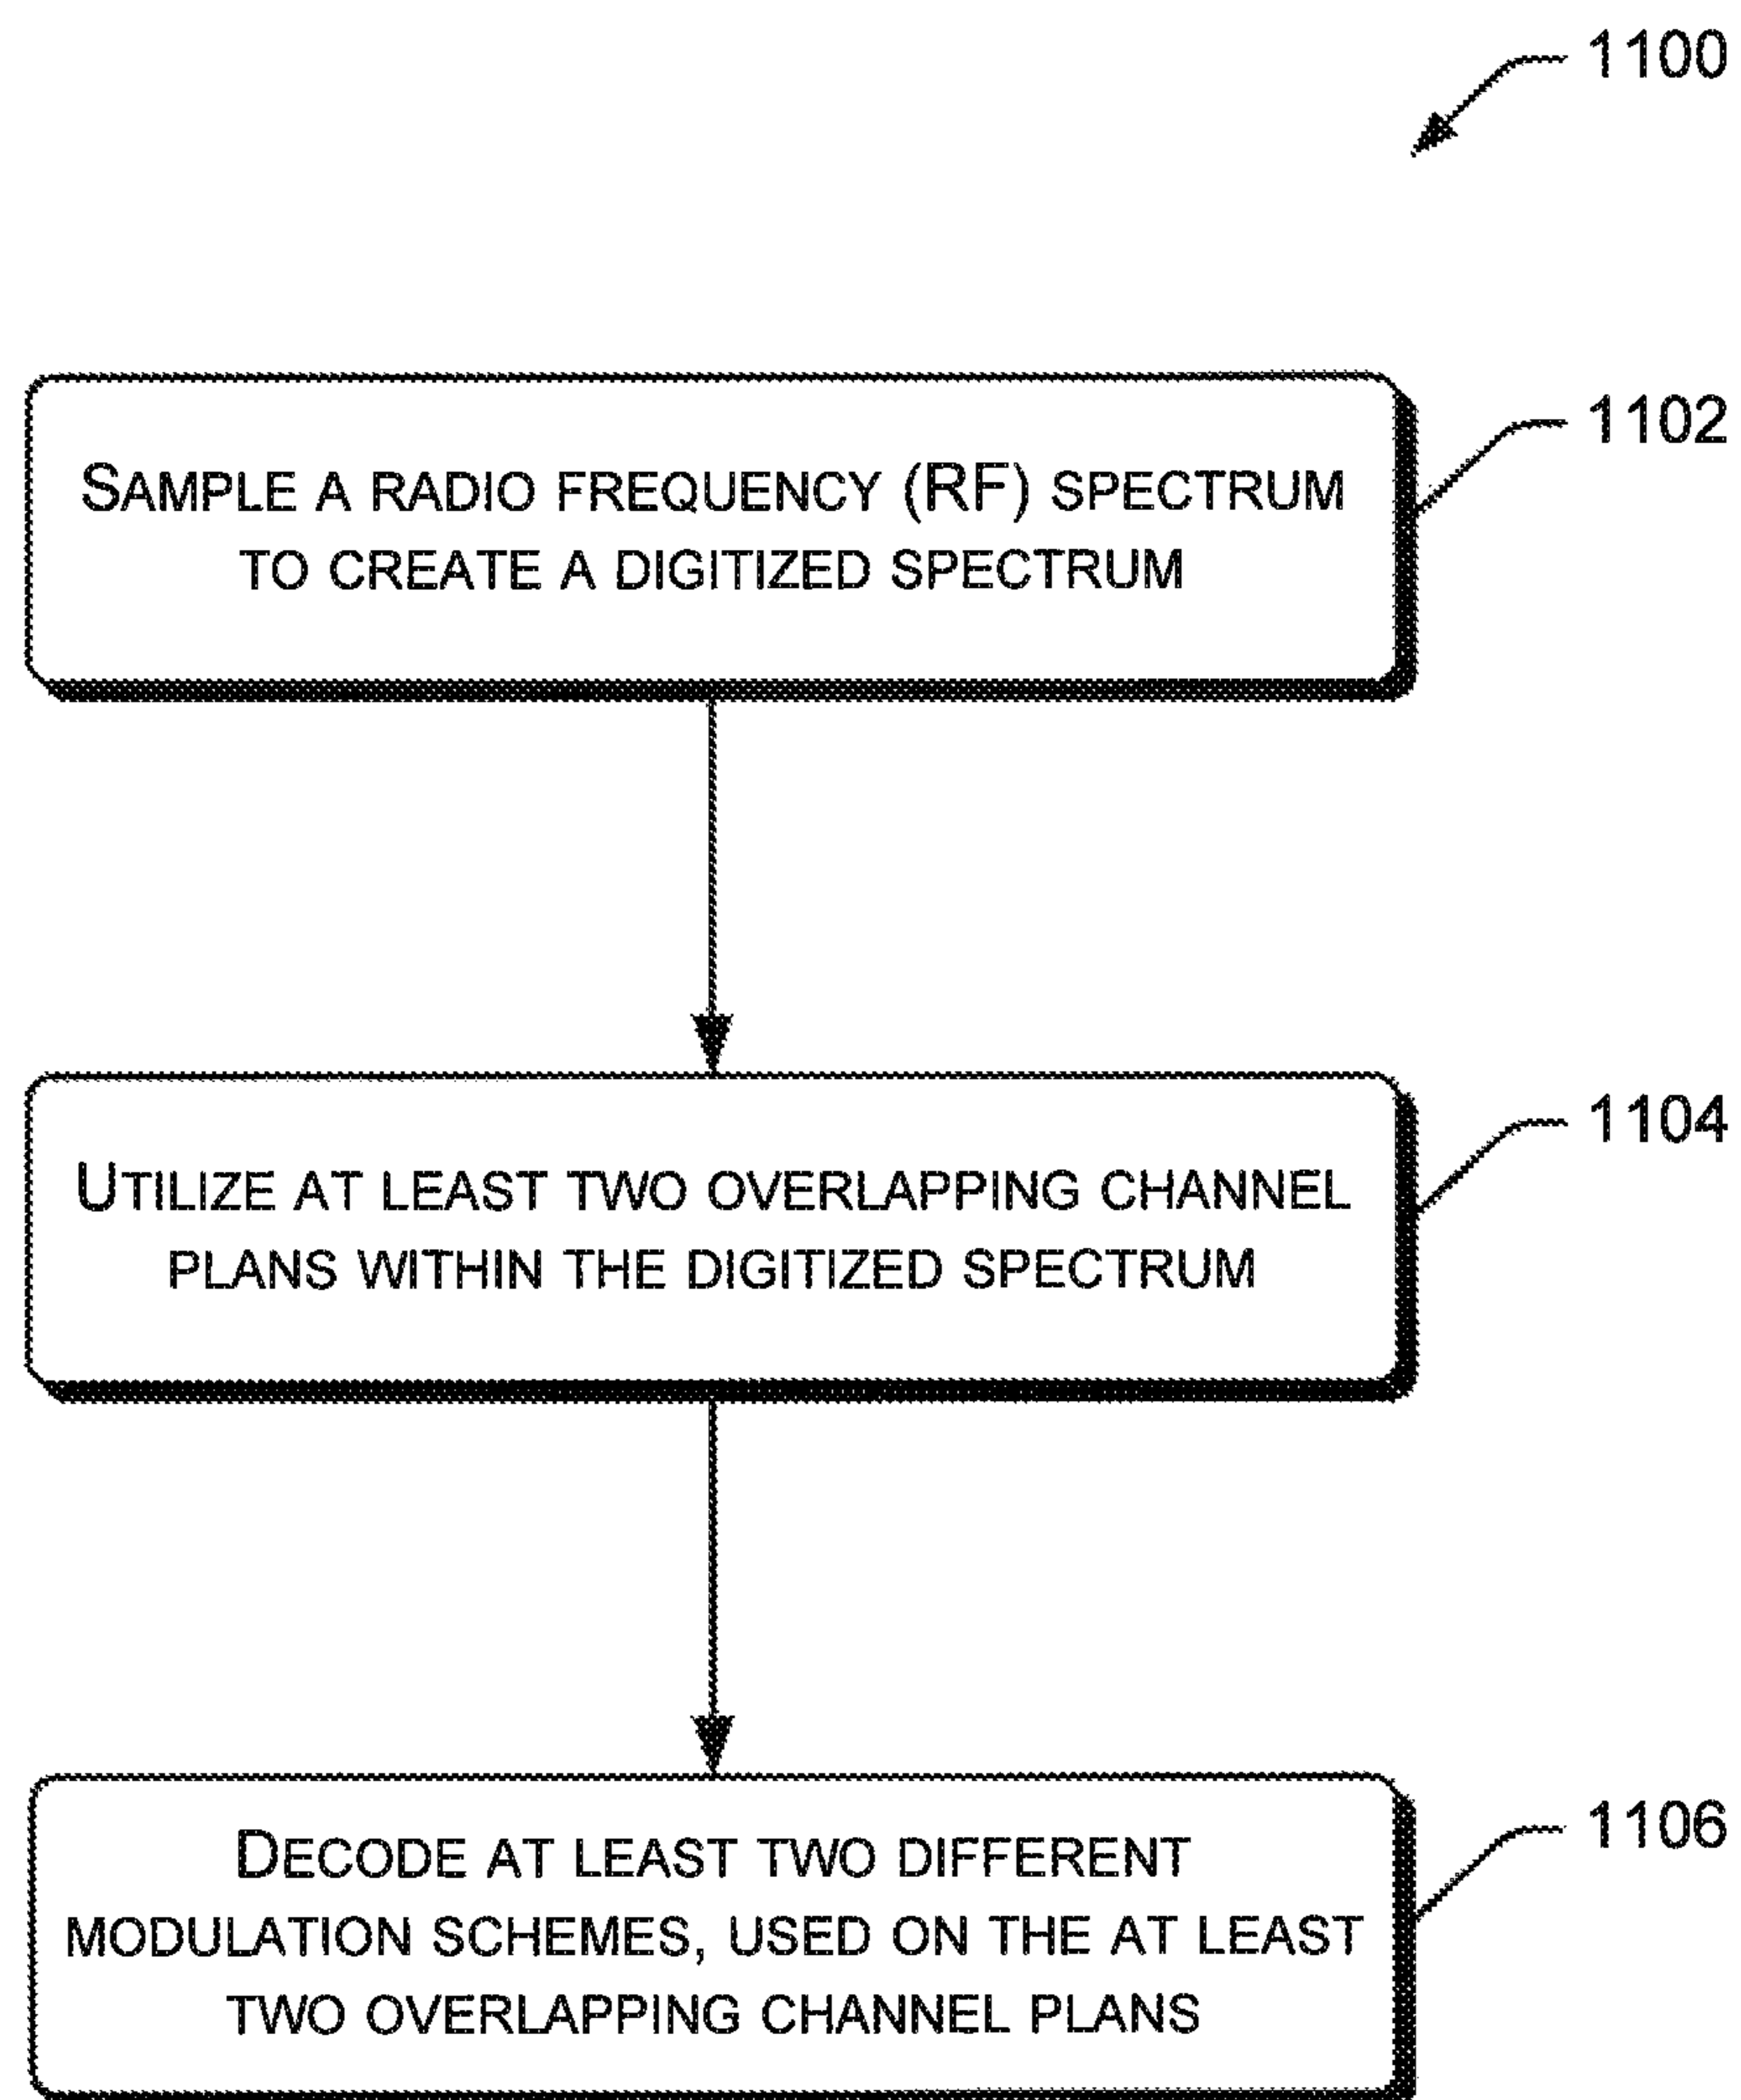 1100
1102
SAMPLE A RADIO FREQUENCY (RF) SPECTRUM
TO CREATE A DIGITIZED SPECTRUM
1104
UTILIZE AT LEAST TWO OVERLAPPING CHANNEL
PLANS WITHIN THE DIGITIZED SPECTRUM
1106
DECODE AT LEAST TWO DIFFERENT
MODULATION SCHEMES, USED ON THE AT LEAST
TWO OVERLAPPING CHANNEL PLANS